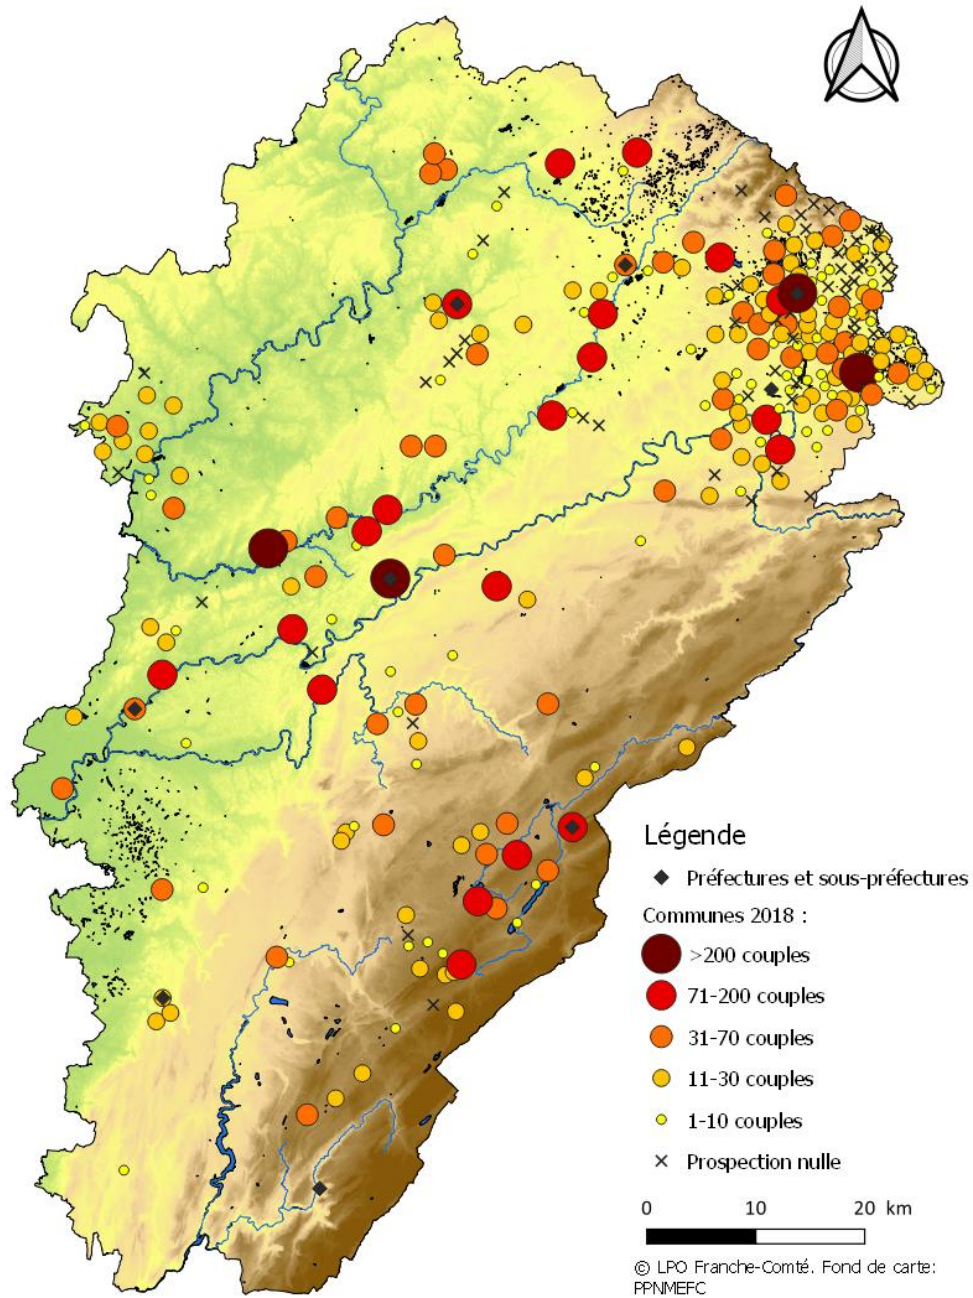 Légende
Préfectures et sous-préfectures
Communes 2018 :
>200 couples
71-200 couples
31-70 couples
11-30 couples
1-10 couples
Prospection nulle
0 10 20 km
© LPO Franche-Comté. Fond de carte:
PPNMEFC